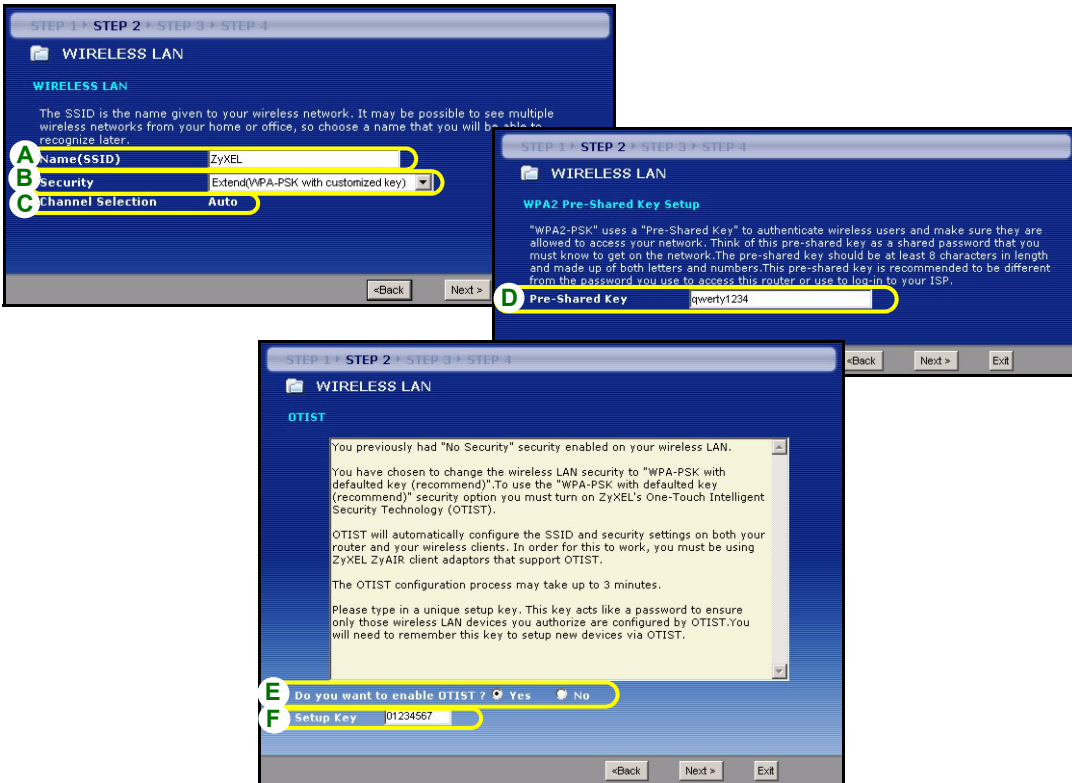 STEP 1 › STEP 2 › STEP 3 › STEP 4
WIRELESS LAN
WIRELESS LAN
The SSID is the name given to your wireless network. It may be possible to see multiple
wireless networks from your home or office, so choose a name that you will be able to
recognize later.
A Name(SSID) ZyXEL
B Security Extend(WPA-PSK with customized key)
C Channel Selection Auto
<Back Next >
STEP 1 › STEP 2 › STEP 3 › STEP 4
WIRELESS LAN
WPA2 Pre-Shared Key Setup
"WPA2-PSK" uses a "Pre-Shared Key" to authenticate wireless users and make sure they are
allowed to access your network. Think of this pre-shared key as a shared password that you
must know to get on the network.The pre-shared key should be at least 8 characters in length
and made up of both letters and numbers.This pre-shared key is recommended to be different
from the password you use to access this router or use to log-in to your ISP.
D Pre-Shared Key qwerty1234
<Back Next > Exit
STEP 1 › STEP 2 › STEP 3 › STEP 4
WIRELESS LAN
OTIST
You previously had "No Security" security enabled on your wireless LAN.
You have chosen to change the wireless LAN security to "WPA-PSK with
defaulted key (recommend)".To use the "WPA-PSK with defaulted key
(recommend)" security option you must turn on ZyXEL's One-Touch Intelligent
Security Technology (OTIST).
OTIST will automatically configure the SSID and security settings on both your
router and your wireless clients. In order for this to work, you must be using
ZyXEL ZyAIR client adaptors that support OTIST.
The OTIST configuration process may take up to 3 minutes.
Please type in a unique setup key. This key acts like a password to ensure
only those wireless LAN devices you authorize are configured by OTIST.You
will need to remember this key to setup new devices via OTIST.
E Do you want to enable OTIST ? Yes No
F Setup Key 01234567
<Back Next > Exit